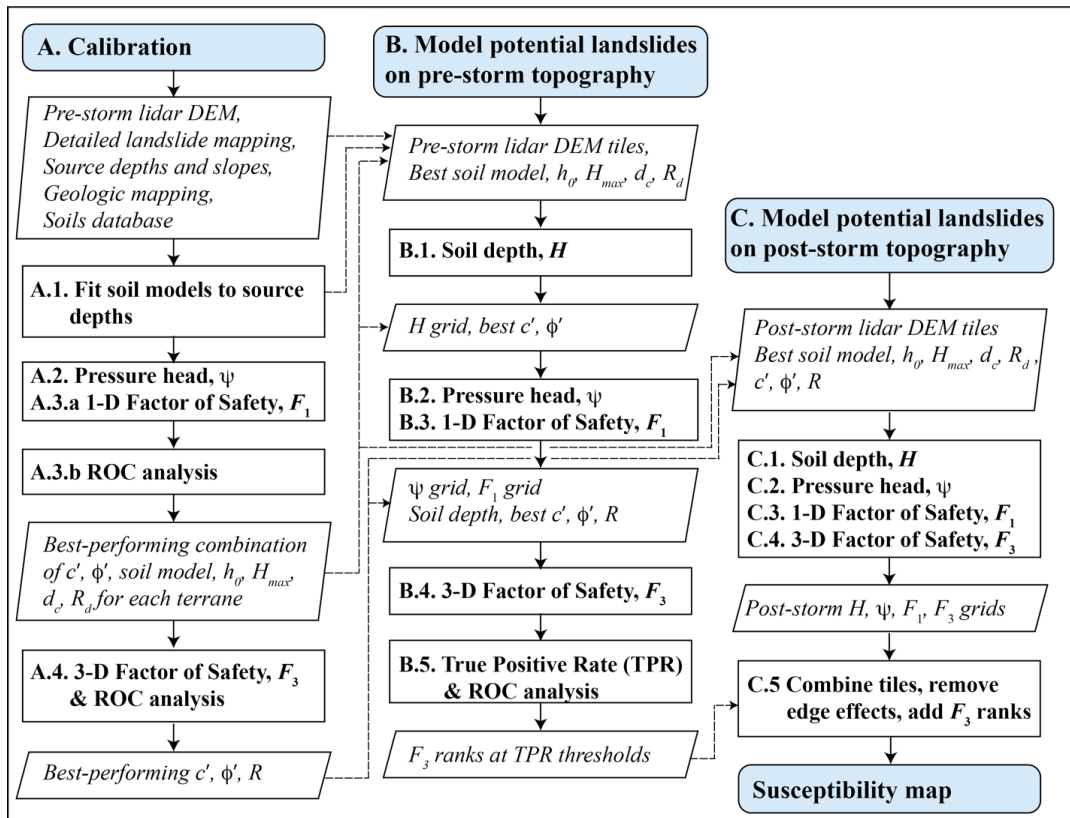 A. Calibration
Pre-storm lidar DEM,
Detailed landslide mapping,
Source depths and slopes,
Geologic mapping,
Soils database
A.1. Fit soil models to source
depths
A.2. Pressure head, ψ
A.3.a 1-D Factor of Safety, F₁
A.3.b ROC analysis
Best-performing combination
of c′, ϕ′, soil model, h₀, Hmax,
dc, Rd for each terrane
A.4. 3-D Factor of Safety, F₃
& ROC analysis
Best-performing c′, ϕ′, R
B. Model potential landslides
on pre-storm topography
Pre-storm lidar DEM tiles,
Best soil model, h₀, Hmax, dc, Rd
B.1. Soil depth, H
H grid, best c′, ϕ′
B.2. Pressure head, ψ
B.3. 1-D Factor of Safety, F₁
ψ grid, F₁ grid
Soil depth, best c′, ϕ′, R
B.4. 3-D Factor of Safety, F₃
B.5. True Positive Rate (TPR)
& ROC analysis
F₃ ranks at TPR thresholds
C. Model potential landslides
on post-storm topography
Post-storm lidar DEM tiles
Best soil model, h₀, Hmax, dc, Rd,
c′, ϕ′, R
C.1. Soil depth, H
C.2. Pressure head, ψ
C.3. 1-D Factor of Safety, F₁
C.4. 3-D Factor of Safety, F₃
Post-storm H, ψ, F₁, F₃ grids
C.5 Combine tiles, remove
edge effects, add F₃ ranks
Susceptibility map